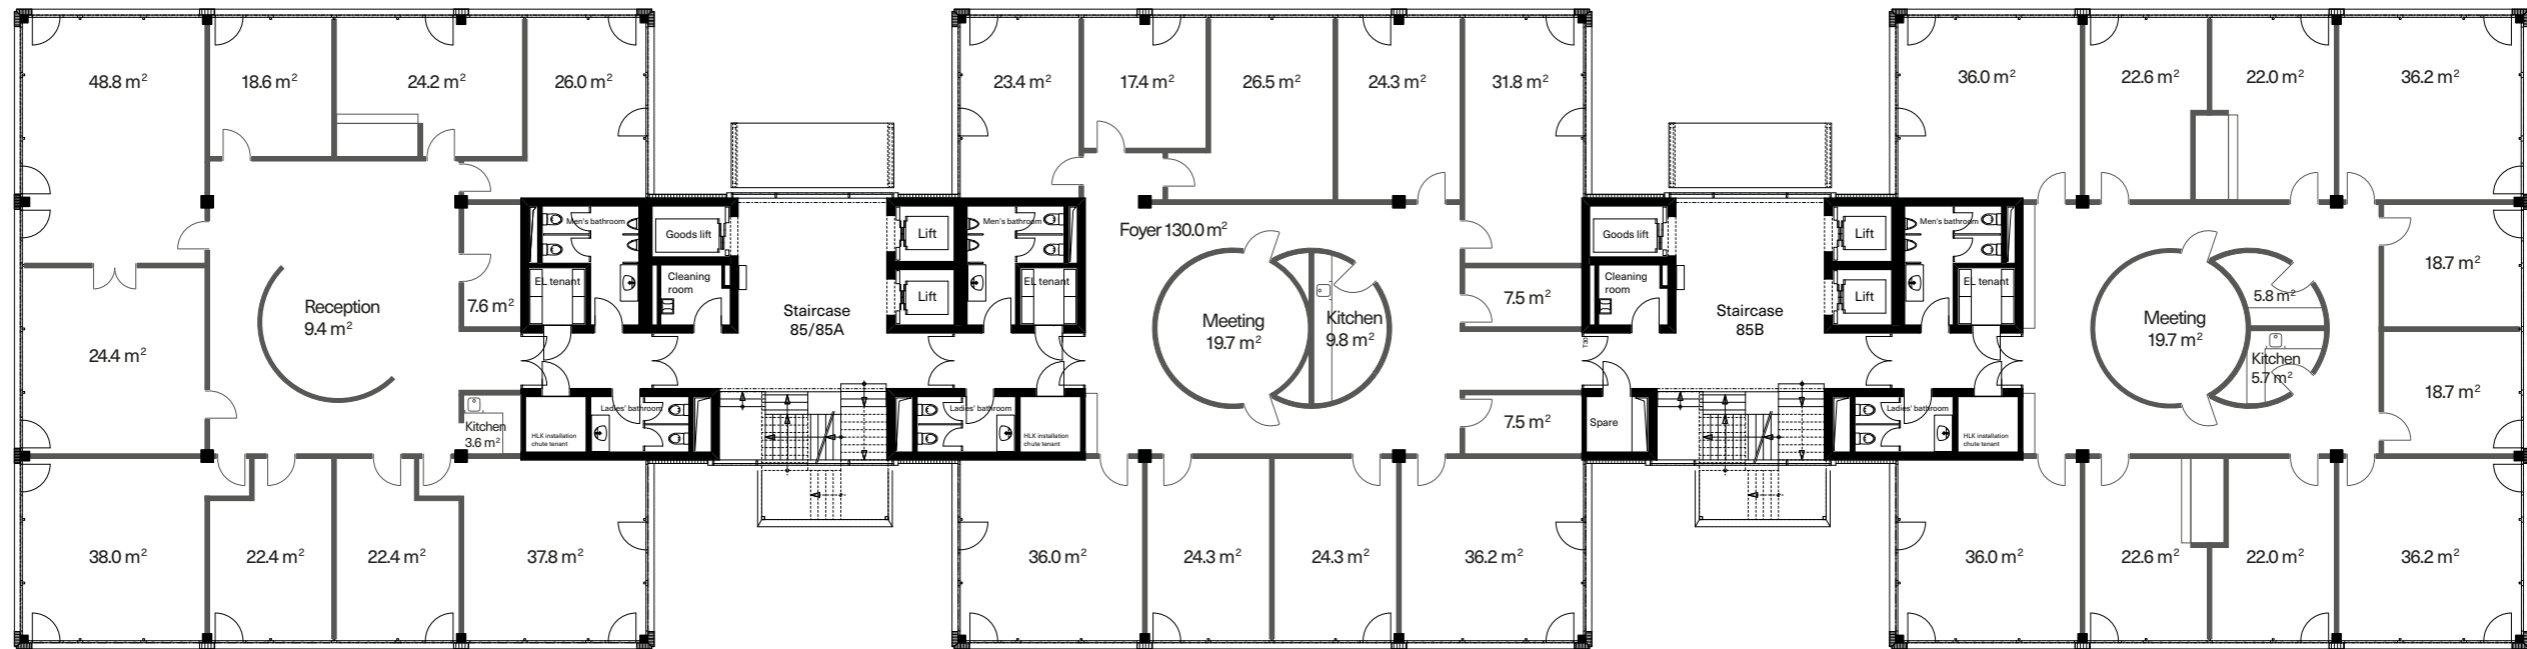 48.8 m²
18.6 m²
24.2 m²
26.0 m²
23.4 m²
17.4 m²
26.5 m²
24.3 m²
31.8 m²
36.0 m²
22.6 m²
22.0 m²
36.2 m²
Men's bathroom
Goods lift
Lift
Men's bathroom
Foyer 130.0 m²
Goods lift
Lift
Men's bathroom
EL tenant
Cleaning
room
Lift
EL tenant
Cleaning
room
Lift
EL tenant
18.7 m²
7.6 m²
Reception
9.4 m²
Staircase
85/85A
Meeting
19.7 m²
Kitchen
9.8 m²
7.5 m²
Staircase
85B
Meeting
19.7 m²
5.8 m²
Kitchen
5.7 m²
24.4 m²
T30
18.7 m²
Kitchen
3.6 m²
HLK installation
chute tenant
Ladies' bathroom
Ladies' bathroom
HLK installation
chute tenant
7.5 m²
Spare
Ladies' bathroom
HLK installation
chute tenant
38.0 m²
22.4 m²
22.4 m²
37.8 m²
36.0 m²
24.3 m²
24.3 m²
36.2 m²
36.0 m²
22.6 m²
22.0 m²
36.2 m²